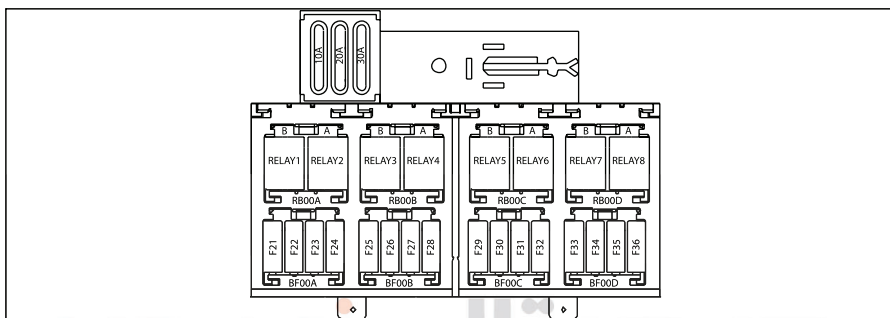 10A 20A 30A
B A B A B A B A
RELAY1 RELAY2 RELAY3 RELAY4 RELAY5 RELAY6 RELAY7 RELAY8
RB00A RB00B RB00C RB00D
F21 F22 F23 F24 F25 F26 F27 F28 F29 F30 F31 F32 F33 F34 F35 F36
BF00A BF00B BF00C BF00D